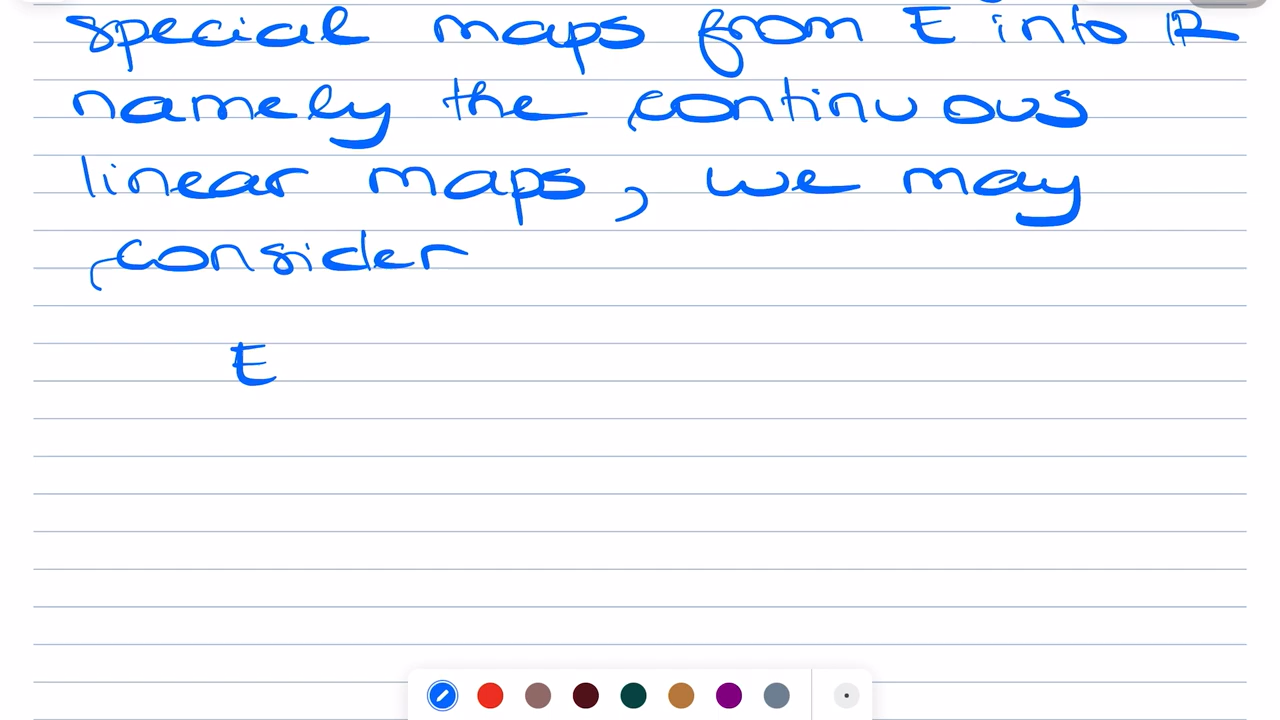 special maps from E into ℝ
namely the continuous
linear maps, we may
consider
E